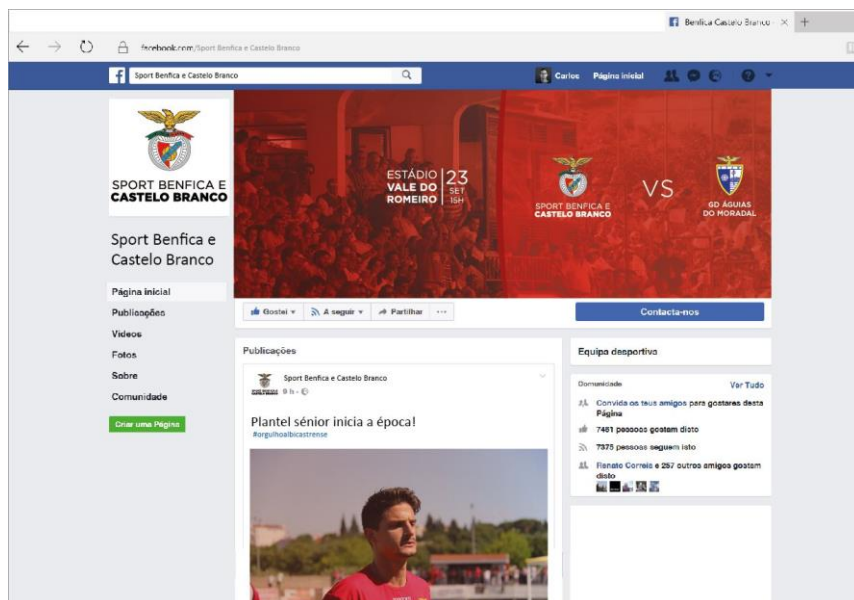 Benfica Castelo Branco
facebook.com/Sport Benfica e Castelo Branco
Sport Benfica e Castelo Branco
Carlos
Página inicial
SPORT BENFICA E
CASTELO BRANCO
Sport Benfica e
Castelo Branco
Página inicial
Publicações
Vídeos
Fotos
Sobre
Comunidade
Criar uma Página
ESTÁDIO
VALE DO
ROMEIRO
23
SET
16H
SPORT BENFICA E
CASTELO BRANCO
VS
GD ÁGUIAS
DO MORADAL
Gostei
A seguir
Partilhar
Contacta-nos
Publicações
Sport Benfica e Castelo Branco
9 h
Plantel sénior inicia a época!
#orgulhoalbicastrense
Equipa desportiva
Comunidade
Ver Tudo
Convida os teus amigos para gostares desta
Página
7461 pessoas gostam disto
7375 pessoas seguem isto
Renato Correia e 257 outros amigos gostam
disto